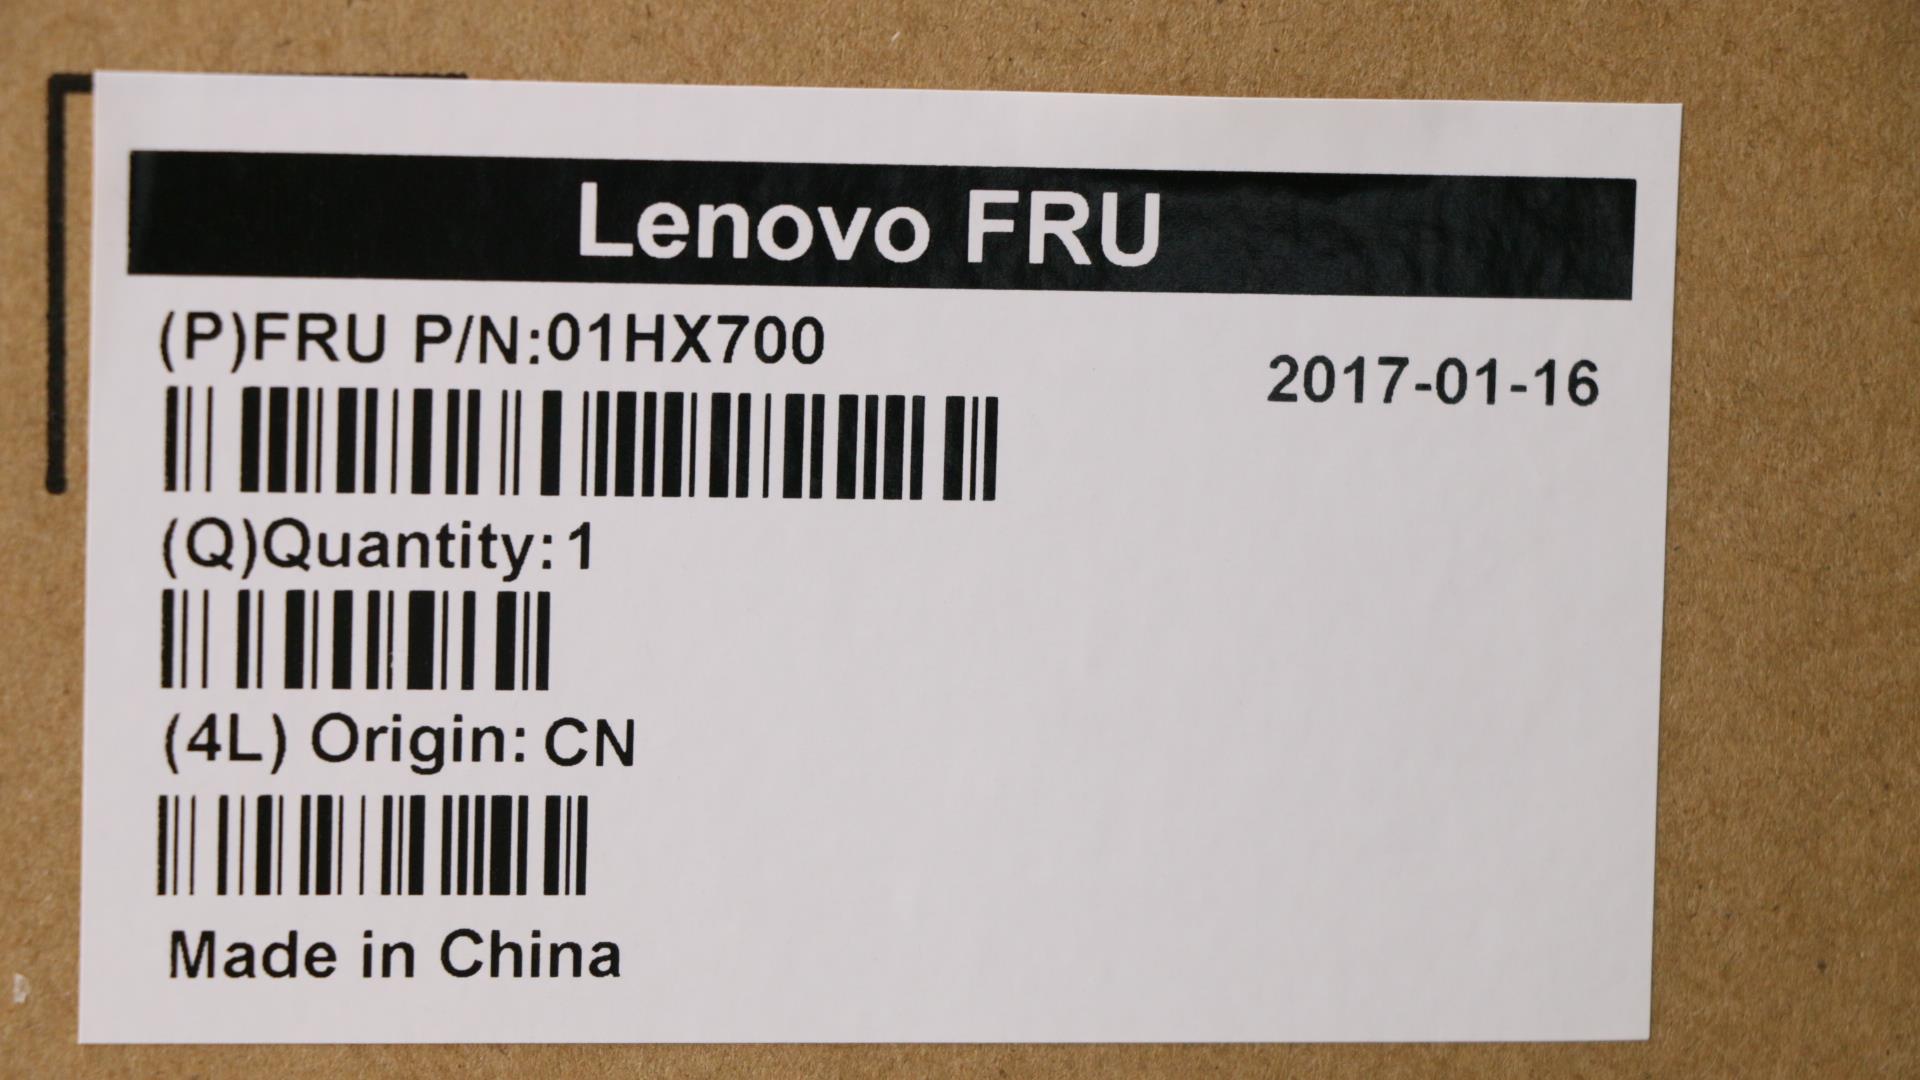 Lenovo FRU
(P)FRU P/N:01HX700
2017-01-16
(Q)Quantity:1
(4L) Origin:CN
Made in China